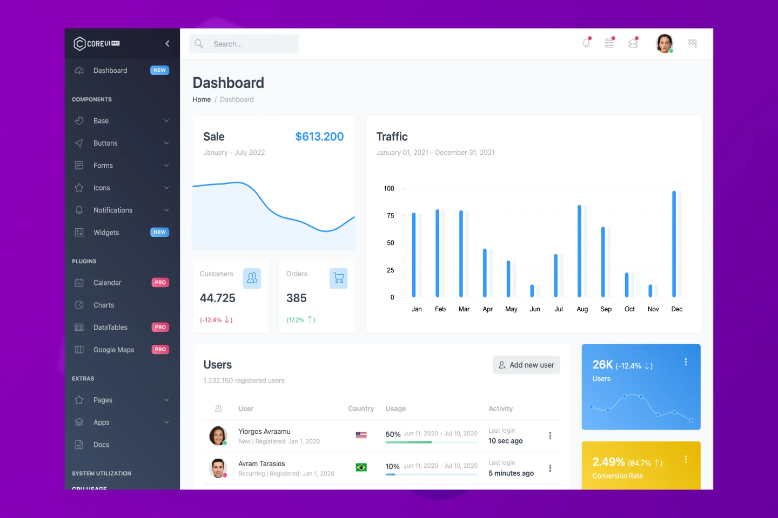 COREUI PRO
Search...
Dashboard NEW
COMPONENTS
Base
Buttons
Forms
Icons
Notifications
Widgets NEW
PLUGINS
Calendar PRO
Charts
DataTables PRO
Google Maps PRO
EXTRAS
Pages
Apps
Docs
SYSTEM UTILIZATION
CPU USAGE
Dashboard
Home / Dashboard
Sale $613.200
January - July 2022
Customers
44.725
(-12.4% ↓)
Orders
385
(17.2% ↑)
Traffic
January 01, 2021 - December 31, 2021
100
75
50
25
0
Jan Feb Mar Apr May Jun Jul Aug Sep Oct Nov Dec
Users
1.232.150 registered users
Add new user
User Country Usage Activity
Yiorgos Avraamu
New | Registered: Jan 1, 2020
50% Jun 11, 2020 - Jul 10, 2020
Last login
10 sec ago
Avram Tarasios
Recurring | Registered: Jan 1, 2020
10% Jun 11, 2020 - Jul 10, 2020
Last login
5 minutes ago
26K (-12.4% ↓)
Users
2.49% (84.7% ↑)
Conversion Rate